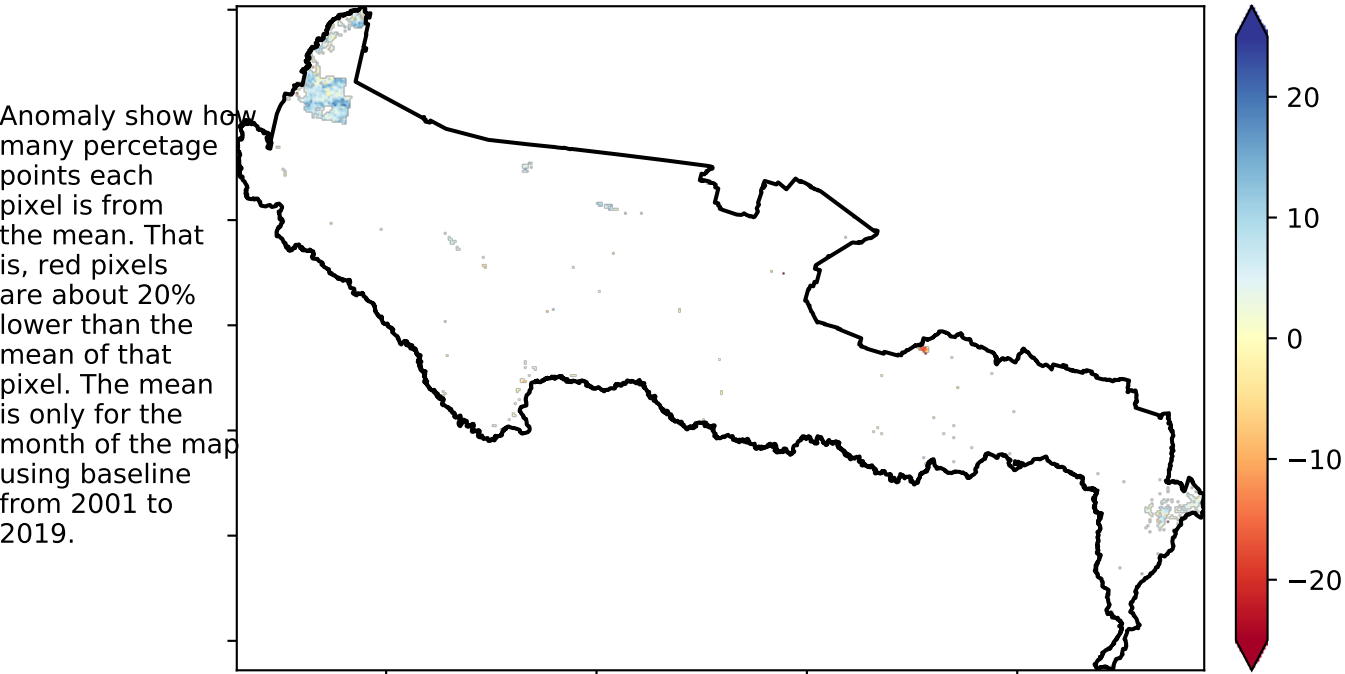 Anomaly show how
many percetage
points each
pixel is from
the mean. That
is, red pixels
are about 20%
lower than the
mean of that
pixel. The mean
is only for the
month of the map
using baseline
from 2001 to
2019.
20
10
0
−10
−20